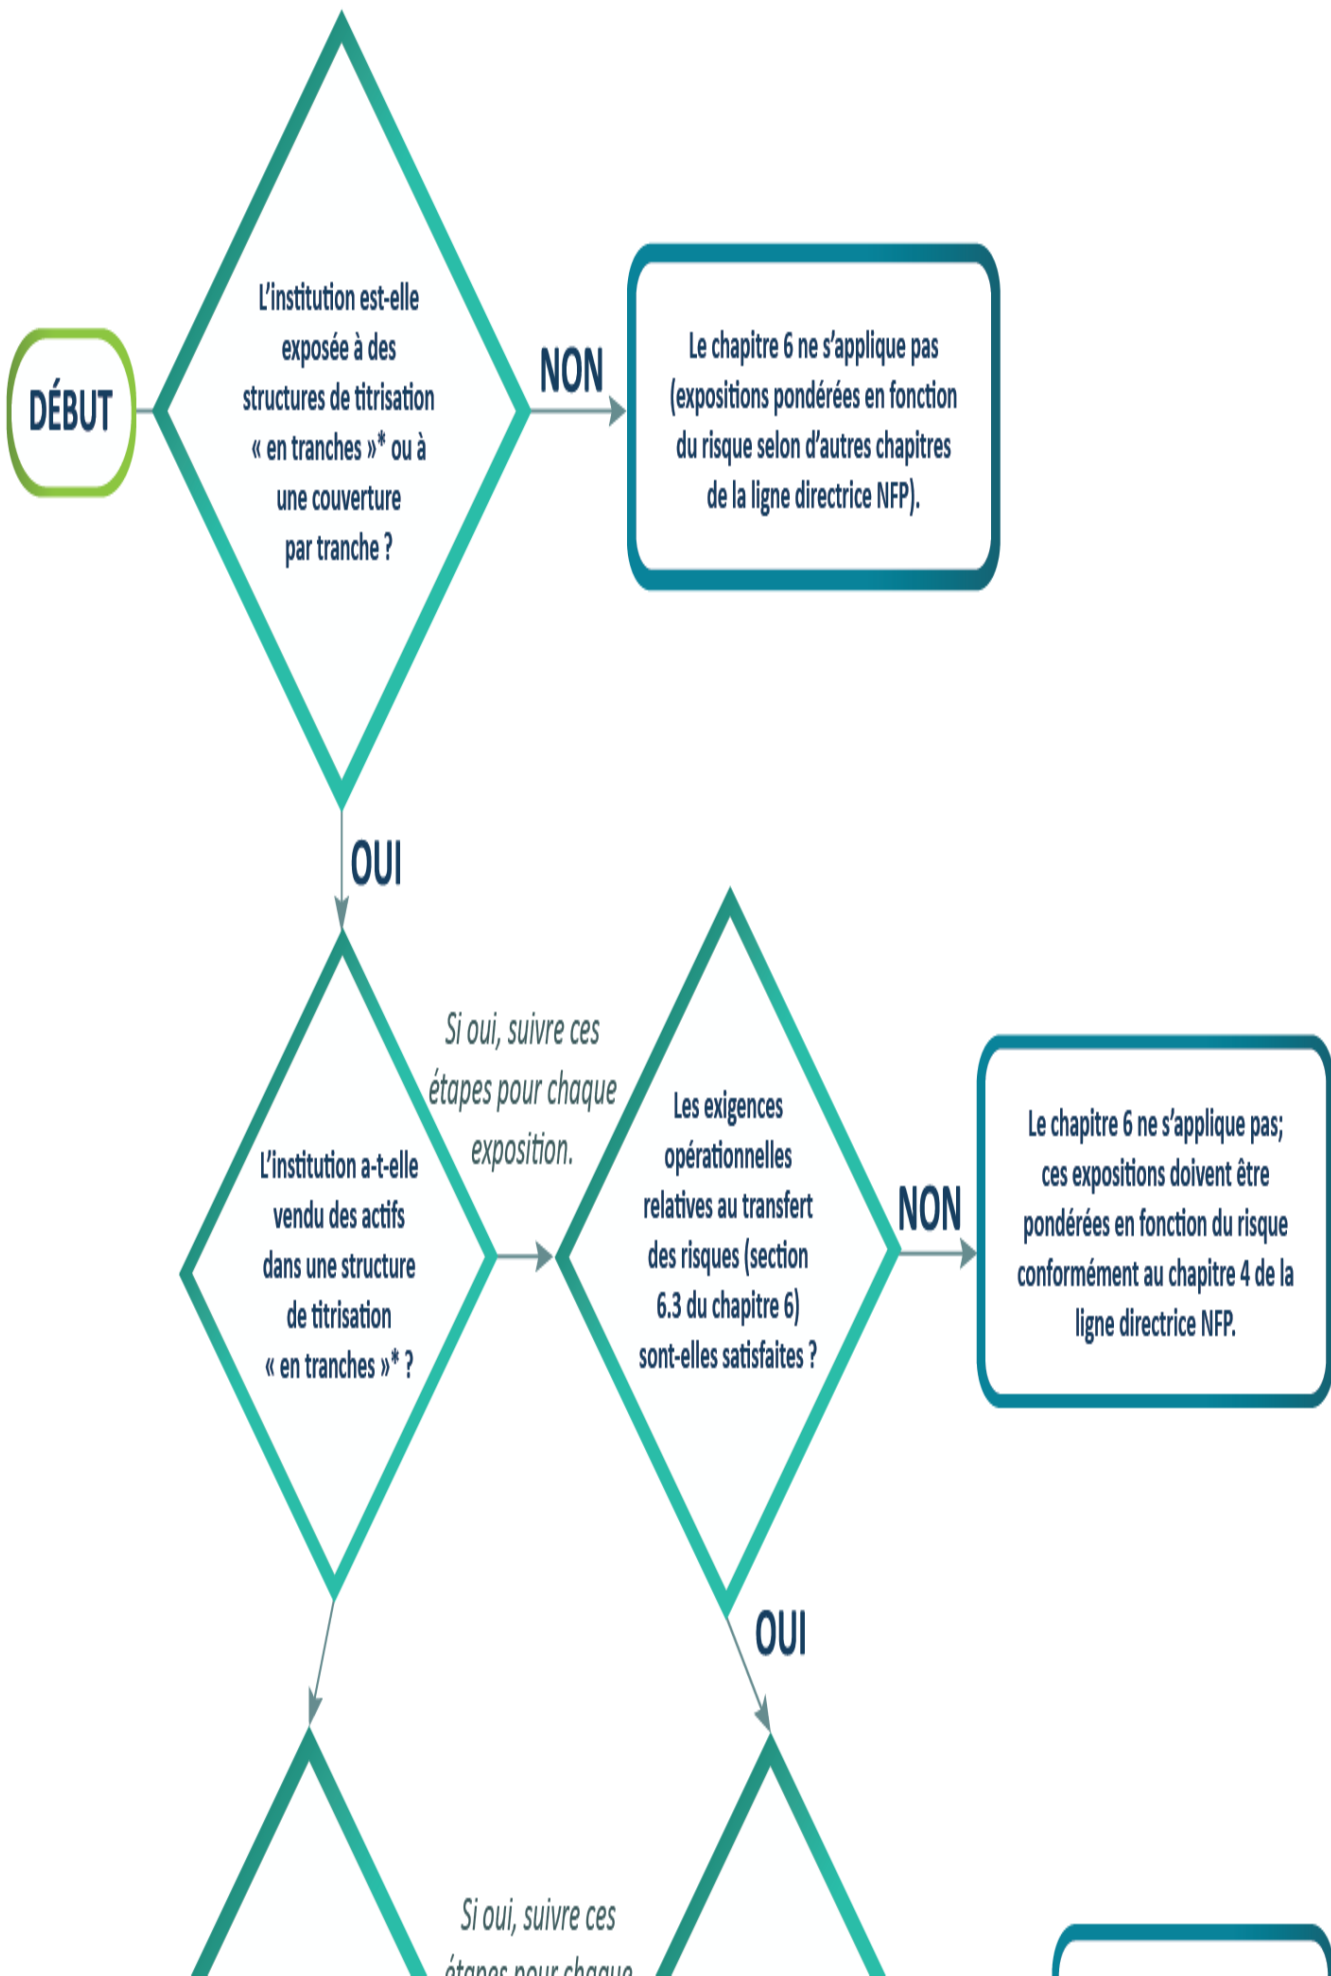 DÉBUT
L'institution est-elle
exposée à des
structures de titrisation
« en tranches »* ou à
une couverture
par tranche ?
NON
Le chapitre 6 ne s'applique pas
(expositions pondérées en fonction
du risque selon d'autres chapitres
de la ligne directrice NFP).
OUI
L'institution a-t-elle
vendu des actifs
dans une structure
de titrisation
« en tranches »* ?
Si oui, suivre ces
étapes pour chaque
exposition.
Les exigences
opérationnelles
relatives au transfert
des risques (section
6.3 du chapitre 6)
sont-elles satisfaites ?
NON
Le chapitre 6 ne s'applique pas;
ces expositions doivent être
pondérées en fonction du risque
conformément au chapitre 4 de la
ligne directrice NFP.
OUI
Si oui, suivre ces
étapes pour chaque